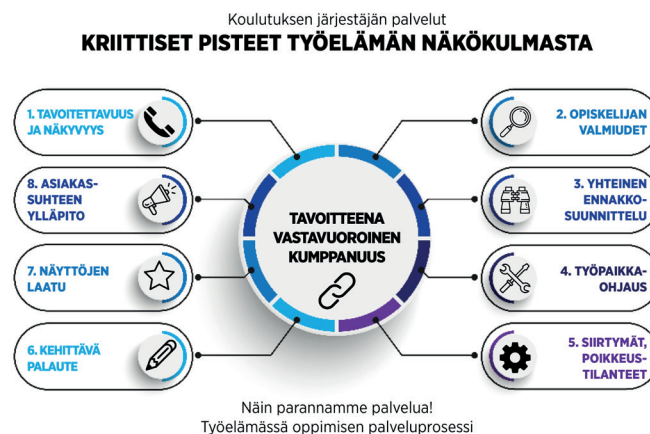 Koulutuksen järjestäjän palvelut
KRIITTISET PISTEET TYÖELÄMÄN NÄKÖKULMASTA
1. TAVOITETTAVUUS
JA NÄKYVYYS
2. OPISKELIJAN
VALMIUDET
8. ASIAKAS-
SUHTEEN
YLLÄPITO
3. YHTEINEN
ENNAKKO-
SUUNNITTELU
TAVOITTEENA
VASTAVUOROINEN
KUMPPANUUS
7. NÄYTTÖJEN
LAATU
4. TYÖPAIKKA-
OHJAUS
6. KEHITTÄVÄ
PALAUTE
5. SIIRTYMÄT,
POIKKEUS-
TILANTEET
Näin parannamme palvelua!
Työelämässä oppimisen palveluprosessi